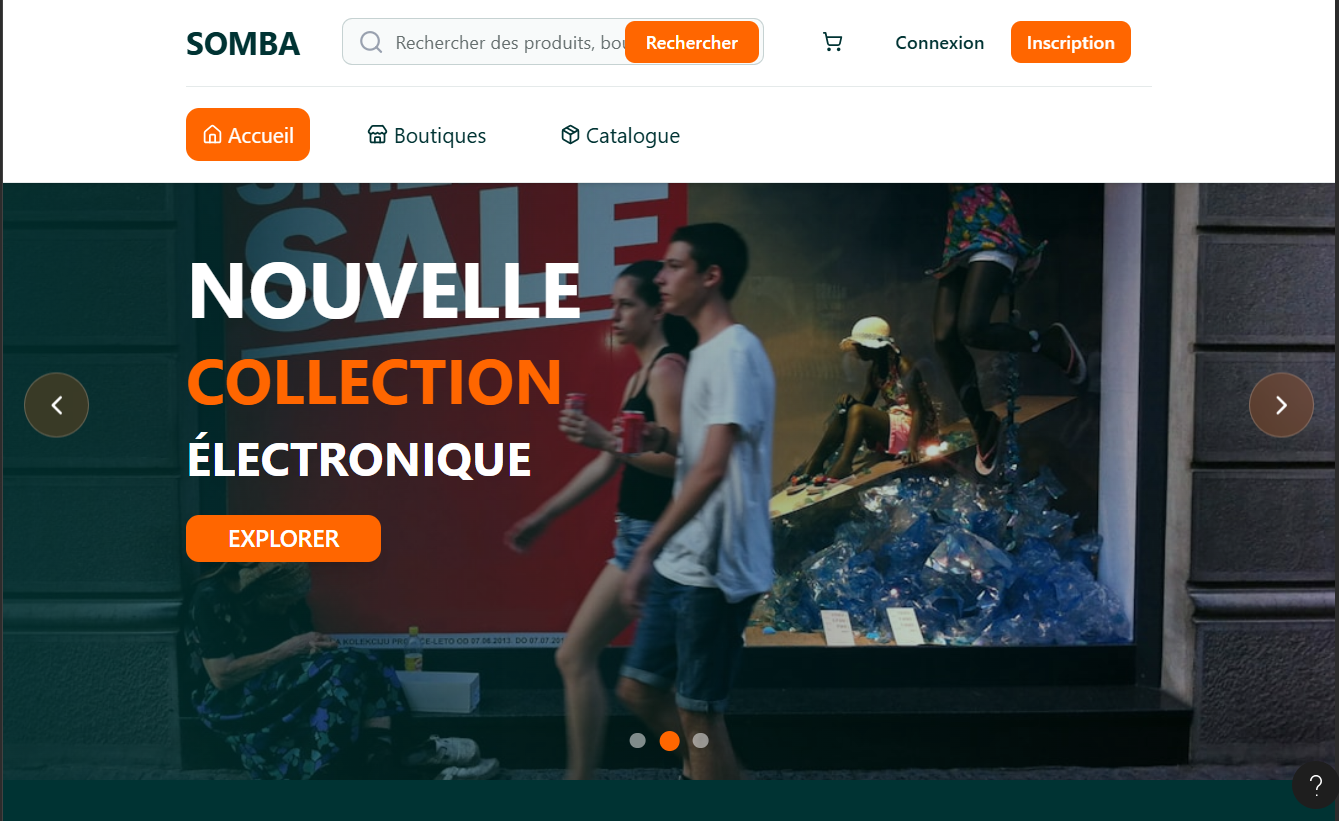 SOMBA
Rechercher des produits, bou
Rechercher
Connexion
Inscription
Accueil
Boutiques
Catalogue
SALE
NOUVELLE
COLLECTION
ÉLECTRONIQUE
EXPLORER
?